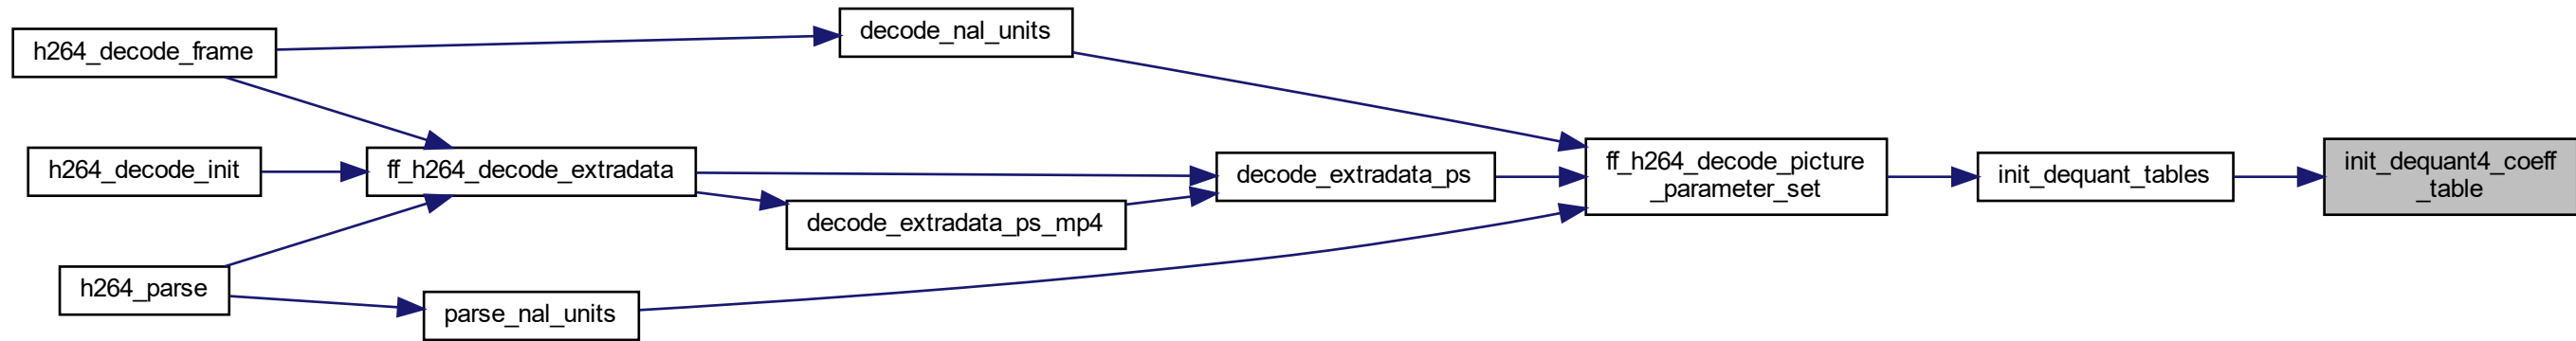 h264_decode_frame
decode_nal_units
h264_decode_init
ff_h264_decode_extradata
decode_extradata_ps
ff_h264_decode_picture
_parameter_set
init_dequant_tables
init_dequant4_coeff
_table
decode_extradata_ps_mp4
h264_parse
parse_nal_units